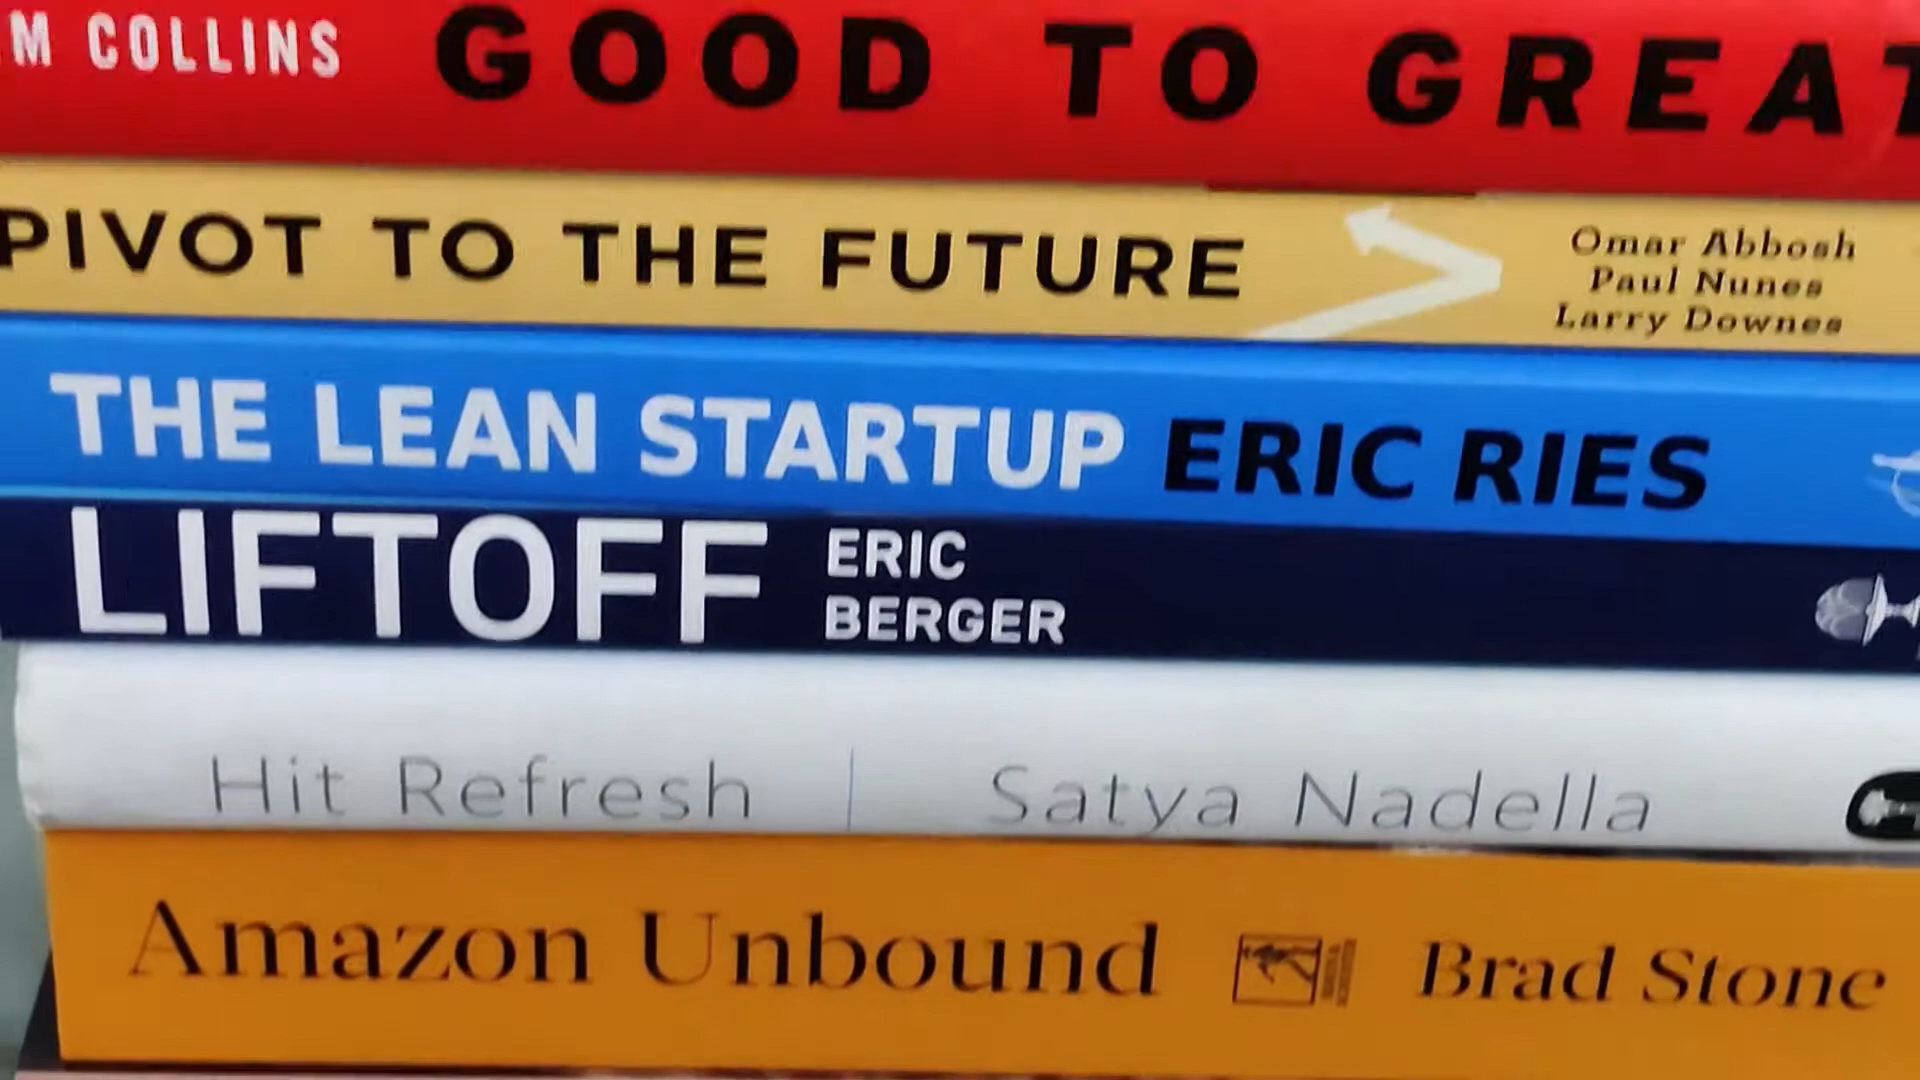 M COLLINS GOOD TO GREAT
PIVOT TO THE FUTURE
Omar Abbosh
Paul Nunes
Larry Downes
THE LEAN STARTUP ERIC RIES
LIFTOFF
ERIC
BERGER
Hit Refresh Satya Nadella
Amazon Unbound Brad Stone